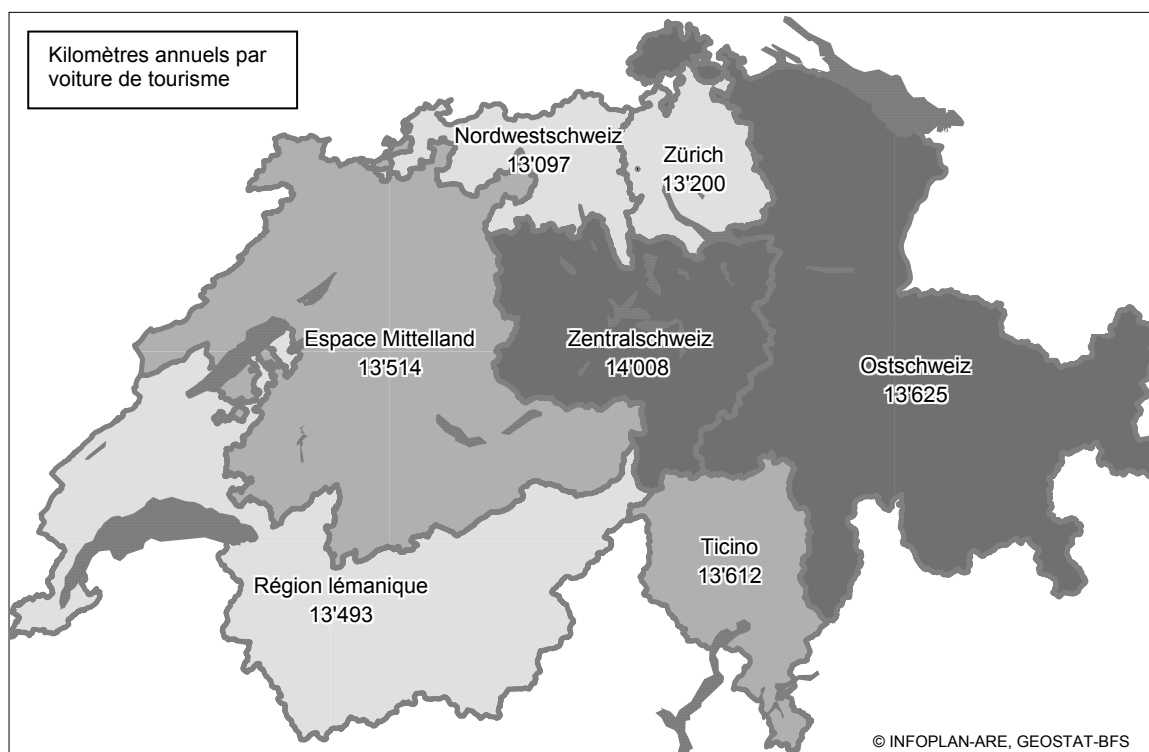 Kilomètres annuels par
voiture de tourisme
Nordwestschweiz
13'097
Zürich
13'200
Espace Mittelland
13'514
Zentralschweiz
14'008
Ostschweiz
13'625
Ticino
13'612
Région lémanique
13'493
© INFOPLAN-ARE, GEOSTAT-BFS